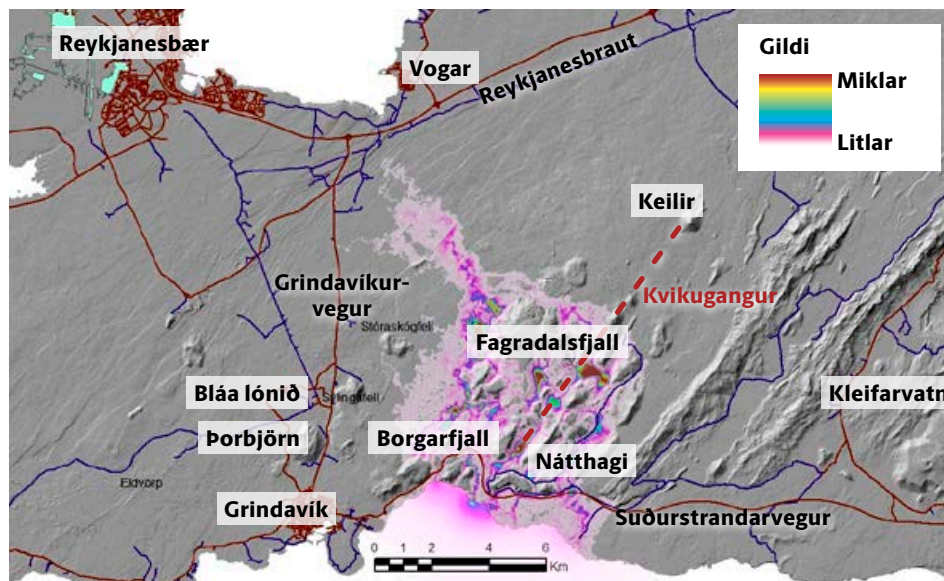 Reykjanesbær
Vogar
Reykjanesbraut
Gildi
Miklar
Litlar
Keilir
Kvikugangur
Grindavíkur-
vegur
Stóraskógfell
Fagradalsfjall
Bláa lónið
Sýlingafell
Kleifarvatn
Þorbjörn
Borgarfjall
Nátthagi
Eldvörp
Grindavík
Suðurstrandarvegur
0 1 2 4 6
Km